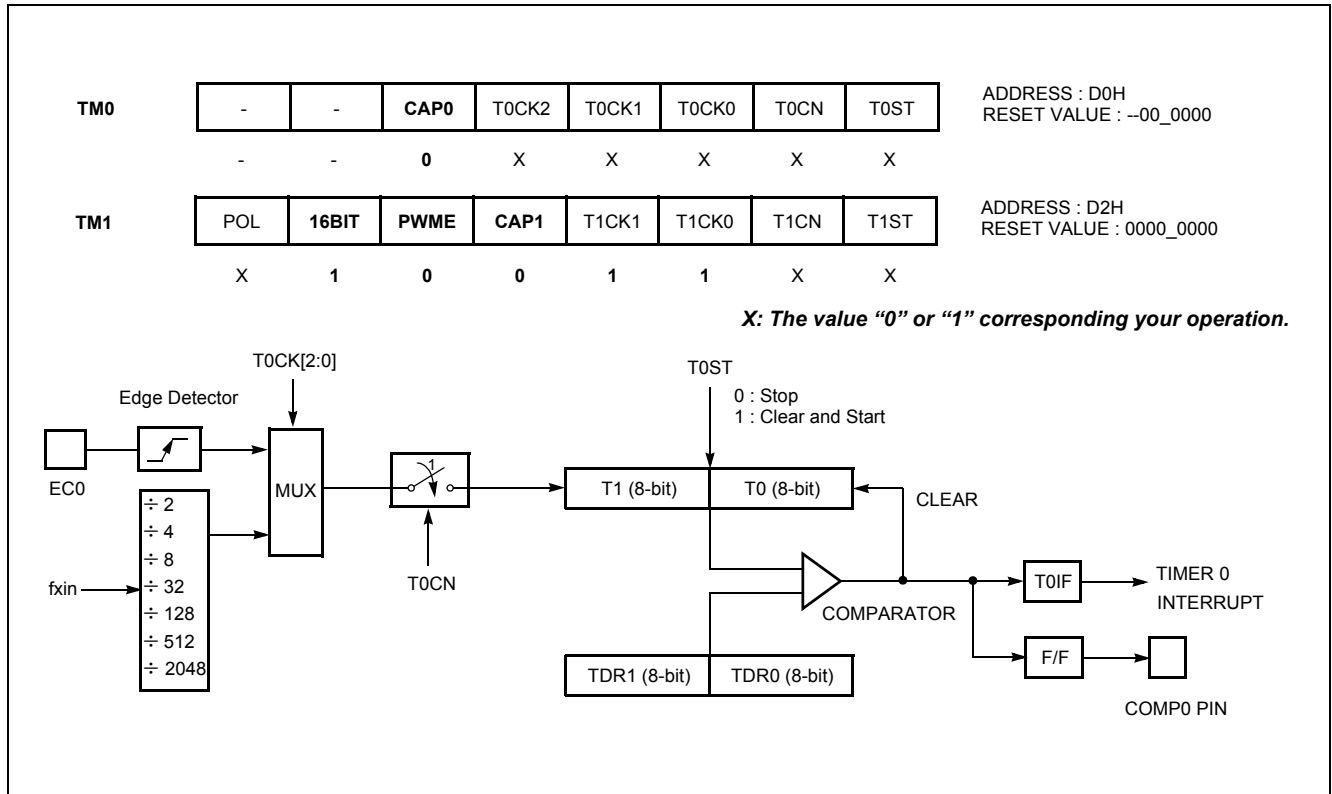 TM0 - - CAP0 T0CK2 T0CK1 T0CK0 T0CN T0ST ADDRESS : D0H
RESET VALUE : --00_0000
- - 0 X X X X X
TM1 POL 16BIT PWME CAP1 T1CK1 T1CK0 T1CN T1ST ADDRESS : D2H
RESET VALUE : 0000_0000
X 1 0 0 1 1 X X
X: The value “0” or “1” corresponding your operation.
T0CK[2:0]
Edge Detector
EC0
MUX
1
T0CN
fxin
÷ 2
÷ 4
÷ 8
÷ 32
÷ 128
÷ 512
÷ 2048
T0ST
0 : Stop
1 : Clear and Start
T1 (8-bit) T0 (8-bit)
CLEAR
COMPARATOR
T0IF
TIMER 0
INTERRUPT
F/F
COMP0 PIN
TDR1 (8-bit) TDR0 (8-bit)